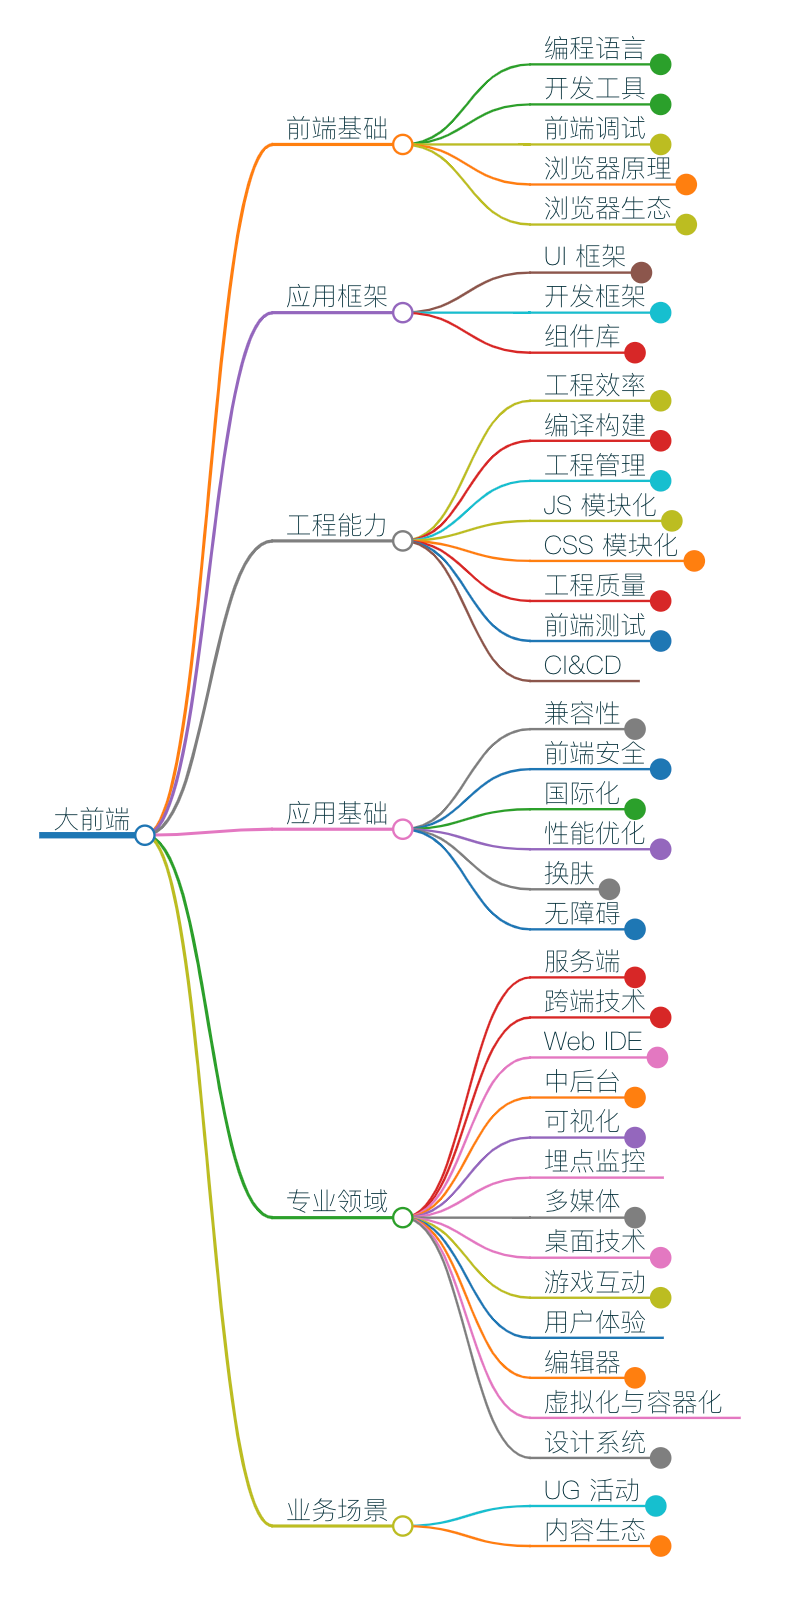 编程语言
开发工具
前端调试
前端基础
浏览器原理
浏览器生态
UI 框架
应用框架
开发框架
组件库
工程效率
编译构建
工程管理
JS 模块化
工程能力
CSS 模块化
工程质量
前端测试
CI&CD
兼容性
前端安全
国际化
应用基础
大前端
性能优化
换肤
无障碍
服务端
跨端技术
Web IDE
中后台
可视化
埋点监控
专业领域
多媒体
桌面技术
游戏互动
用户体验
编辑器
虚拟化与容器化
设计系统
UG 活动
业务场景
内容生态